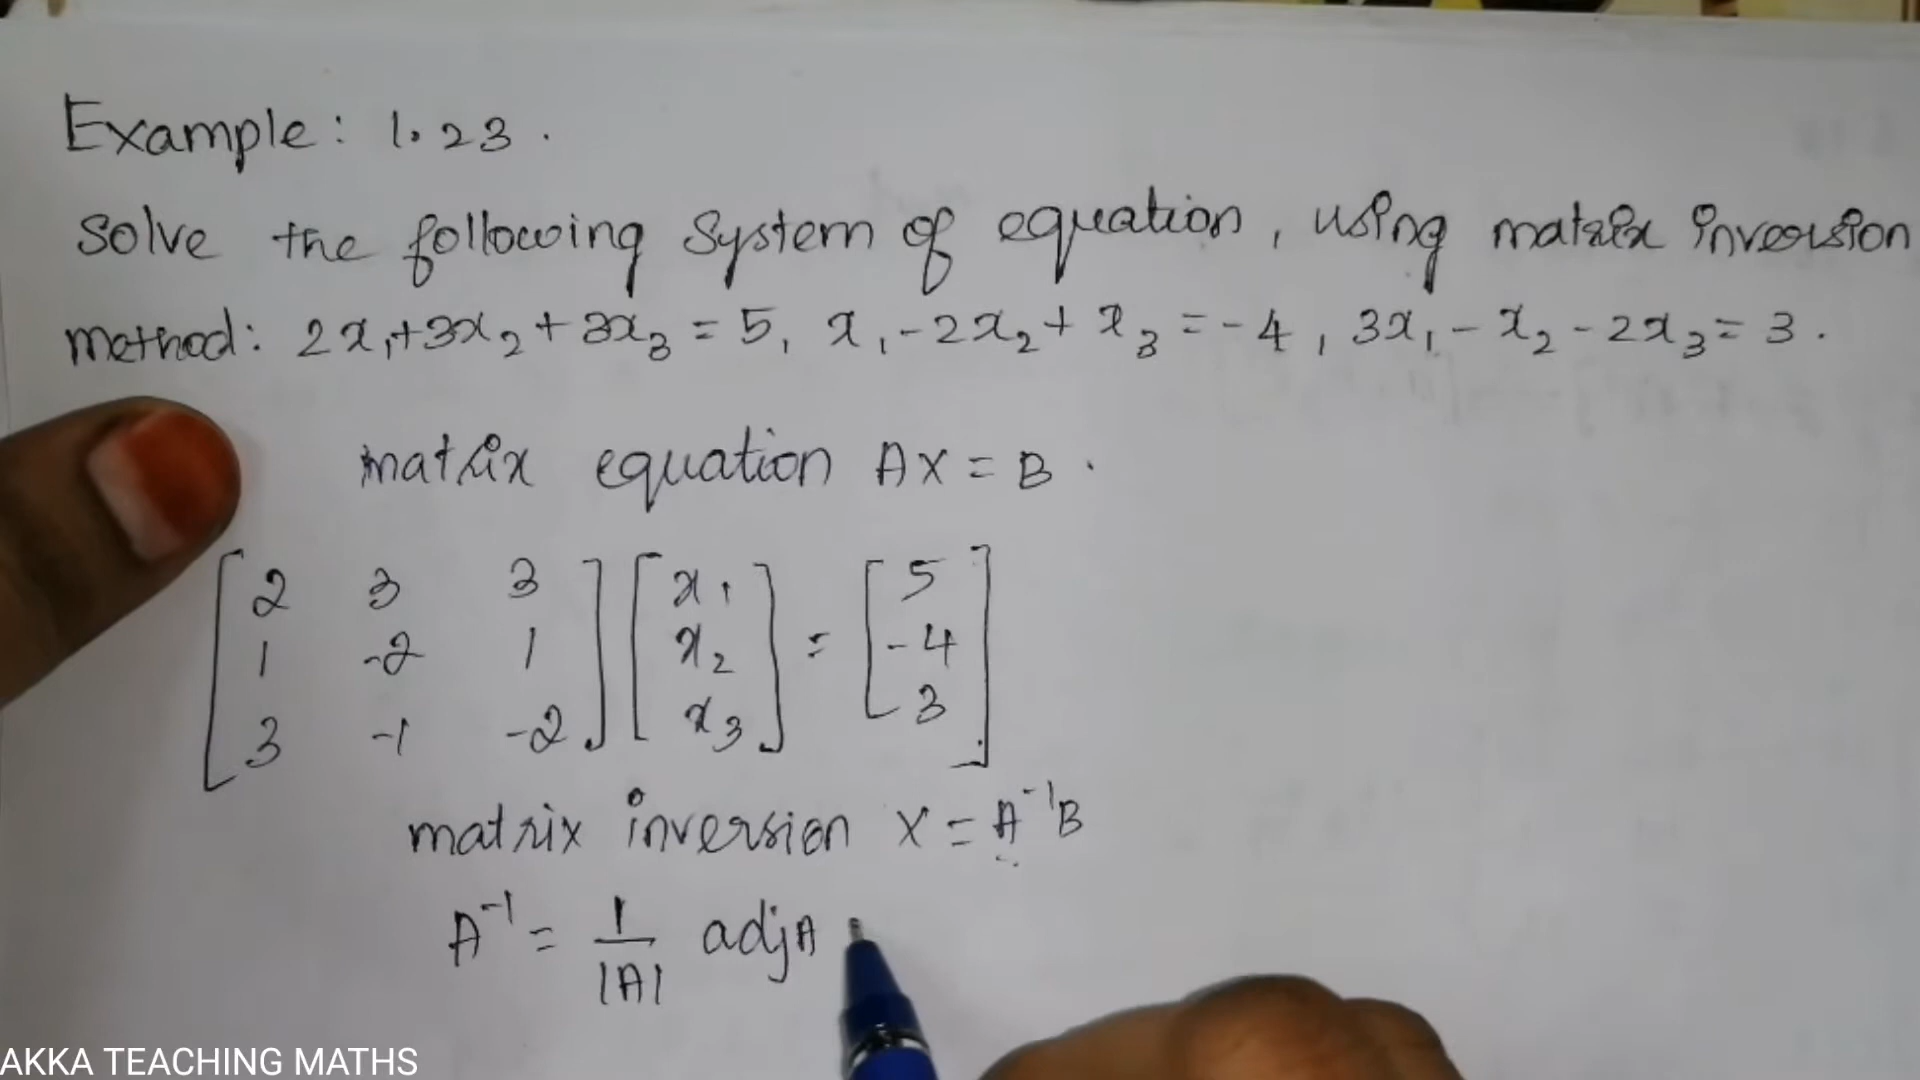 Example: 1.23.
Solve the following System of equation, using matrix inversion
method: 2x₁+3x₂+3x₃=5, x₁-2x₂+x₃=-4, 3x₁-x₂-2x₃=3.
matrix equation AX=B.
[2 3 3] [x₁] = [5]
[1 -2 1] [x₂] [-4]
[3 -1 -2] [x₃] [3]
matrix inversion X=A⁻¹B
A⁻¹ = 1/|A| adjA
AKKA TEACHING MATHS